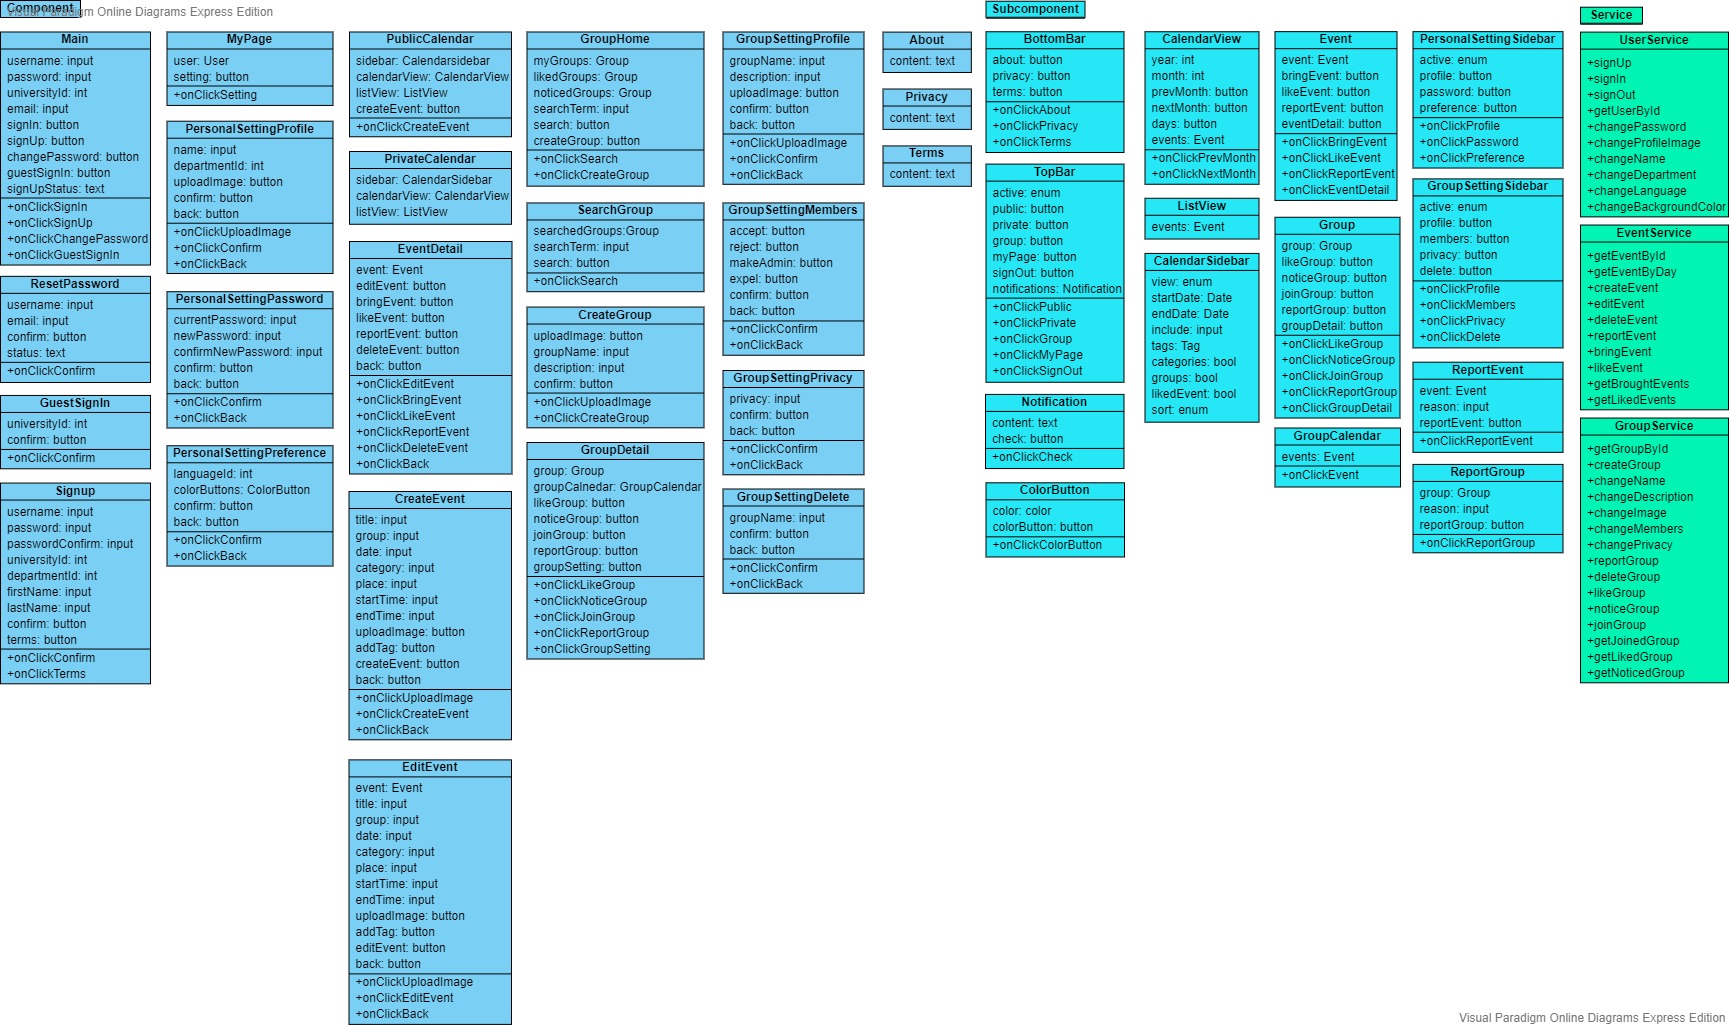 Component
Visual Paradigm Online Diagrams Express Edition
Main
username: input
password: input
universityId: int
email: input
signIn: button
signUp: button
changePassword: button
guestSignIn: button
signUpStatus: text
+onClickSignIn
+onClickSignUp
+onClickChangePassword
+onClickGuestSignIn
ResetPassword
username: input
email: input
confirm: button
status: text
+onClickConfirm
GuestSignIn
universityId: int
confirm: button
+onClickConfirm
Signup
username: input
password: input
passwordConfirm: input
universityId: int
departmentId: int
firstName: input
lastName: input
confirm: button
terms: button
+onClickConfirm
+onClickTerms
MyPage
user: User
setting: button
+onClickSetting
PersonalSettingProfile
name: input
departmentId: int
uploadImage: button
confirm: button
back: button
+onClickUploadImage
+onClickConfirm
+onClickBack
PersonalSettingPassword
currentPassword: input
newPassword: input
confirmNewPassword: input
confirm: button
back: button
+onClickConfirm
+onClickBack
PersonalSettingPreference
languageId: int
colorButtons: ColorButton
confirm: button
back: button
+onClickConfirm
+onClickBack
PublicCalendar
sidebar: Calendarsidebar
calendarView: CalendarView
listView: ListView
createEvent: button
+onClickCreateEvent
PrivateCalendar
sidebar: CalendarSidebar
calendarView: CalendarView
listView: ListView
EventDetail
event: Event
editEvent: button
bringEvent: button
likeEvent: button
reportEvent: button
deleteEvent: button
back: button
+onClickEditEvent
+onClickBringEvent
+onClickLikeEvent
+onClickReportEvent
+onClickDeleteEvent
+onClickBack
CreateEvent
title: input
group: input
date: input
category: input
place: input
startTime: input
endTime: input
uploadImage: button
addTag: button
createEvent: button
back: button
+onClickUploadImage
+onClickCreateEvent
+onClickBack
EditEvent
event: Event
title: input
group: input
date: input
category: input
place: input
startTime: input
endTime: input
uploadImage: button
addTag: button
editEvent: button
back: button
+onClickUploadImage
+onClickEditEvent
+onClickBack
GroupHome
myGroups: Group
likedGroups: Group
noticedGroups: Group
searchTerm: input
search: button
createGroup: button
+onClickSearch
+onClickCreateGroup
SearchGroup
searchedGroups:Group
searchTerm: input
search: button
+onClickSearch
CreateGroup
uploadImage: button
groupName: input
description: input
confirm: button
+onClickUploadImage
+onClickCreateGroup
GroupDetail
group: Group
groupCalnedar: GroupCalendar
likeGroup: button
noticeGroup: button
joinGroup: button
reportGroup: button
groupSetting: button
+onClickLikeGroup
+onClickNoticeGroup
+onClickJoinGroup
+onClickReportGroup
+onClickGroupSetting
GroupSettingProfile
groupName: input
description: input
uploadImage: button
confirm: button
back: button
+onClickUploadImage
+onClickConfirm
+onClickBack
GroupSettingMembers
accept: button
reject: button
makeAdmin: button
expel: button
confirm: button
back: button
+onClickConfirm
+onClickBack
GroupSettingPrivacy
privacy: input
confirm: button
back: button
+onClickConfirm
+onClickBack
GroupSettingDelete
groupName: input
confirm: button
back: button
+onClickConfirm
+onClickBack
About
content: text
Privacy
content: text
Terms
content: text
Subcomponent
BottomBar
about: button
privacy: button
terms: button
+onClickAbout
+onClickPrivacy
+onClickTerms
TopBar
active: enum
public: button
private: button
group: button
myPage: button
signOut: button
notifications: Notification
+onClickPublic
+onClickPrivate
+onClickGroup
+onClickMyPage
+onClickSignOut
Notification
content: text
check: button
+onClickCheck
ColorButton
color: color
colorButton: button
+onClickColorButton
CalendarView
year: int
month: int
prevMonth: button
nextMonth: button
days: button
events: Event
+onClickPrevMonth
+onClickNextMonth
ListView
events: Event
CalendarSidebar
view: enum
startDate: Date
endDate: Date
include: input
tags: Tag
categories: bool
groups: bool
likedEvent: bool
sort: enum
Event
event: Event
bringEvent: button
likeEvent: button
reportEvent: button
eventDetail: button
+onClickBringEvent
+onClickLikeEvent
+onClickReportEvent
+onClickEventDetail
Group
group: Group
likeGroup: button
noticeGroup: button
joinGroup: button
reportGroup: button
groupDetail: button
+onClickLikeGroup
+onClickNoticeGroup
+onClickJoinGroup
+onClickReportGroup
+onClickGroupDetail
GroupCalendar
events: Event
+onClickEvent
PersonalSettingSidebar
active: enum
profile: button
password: button
preference: button
+onClickProfile
+onClickPassword
+onClickPreference
GroupSettingSidebar
active: enum
profile: button
members: button
privacy: button
delete: button
+onClickProfile
+onClickMembers
+onClickPrivacy
+onClickDelete
ReportEvent
event: Event
reason: input
reportEvent: button
+onClickReportEvent
ReportGroup
group: Group
reason: input
reportGroup: button
+onClickReportGroup
Service
UserService
+signUp
+signIn
+signOut
+getUserById
+changePassword
+changeProfileImage
+changeName
+changeDepartment
+changeLanguage
+changeBackgroundColor
EventService
+getEventById
+getEventByDay
+createEvent
+editEvent
+deleteEvent
+reportEvent
+bringEvent
+likeEvent
+getBroughtEvents
+getLikedEvents
GroupService
+getGroupById
+createGroup
+changeName
+changeDescription
+changeImage
+changeMembers
+changePrivacy
+reportGroup
+deleteGroup
+likeGroup
+noticeGroup
+joinGroup
+getJoinedGroup
+getLikedGroup
+getNoticedGroup
Visual Paradigm Online Diagrams Express Edition